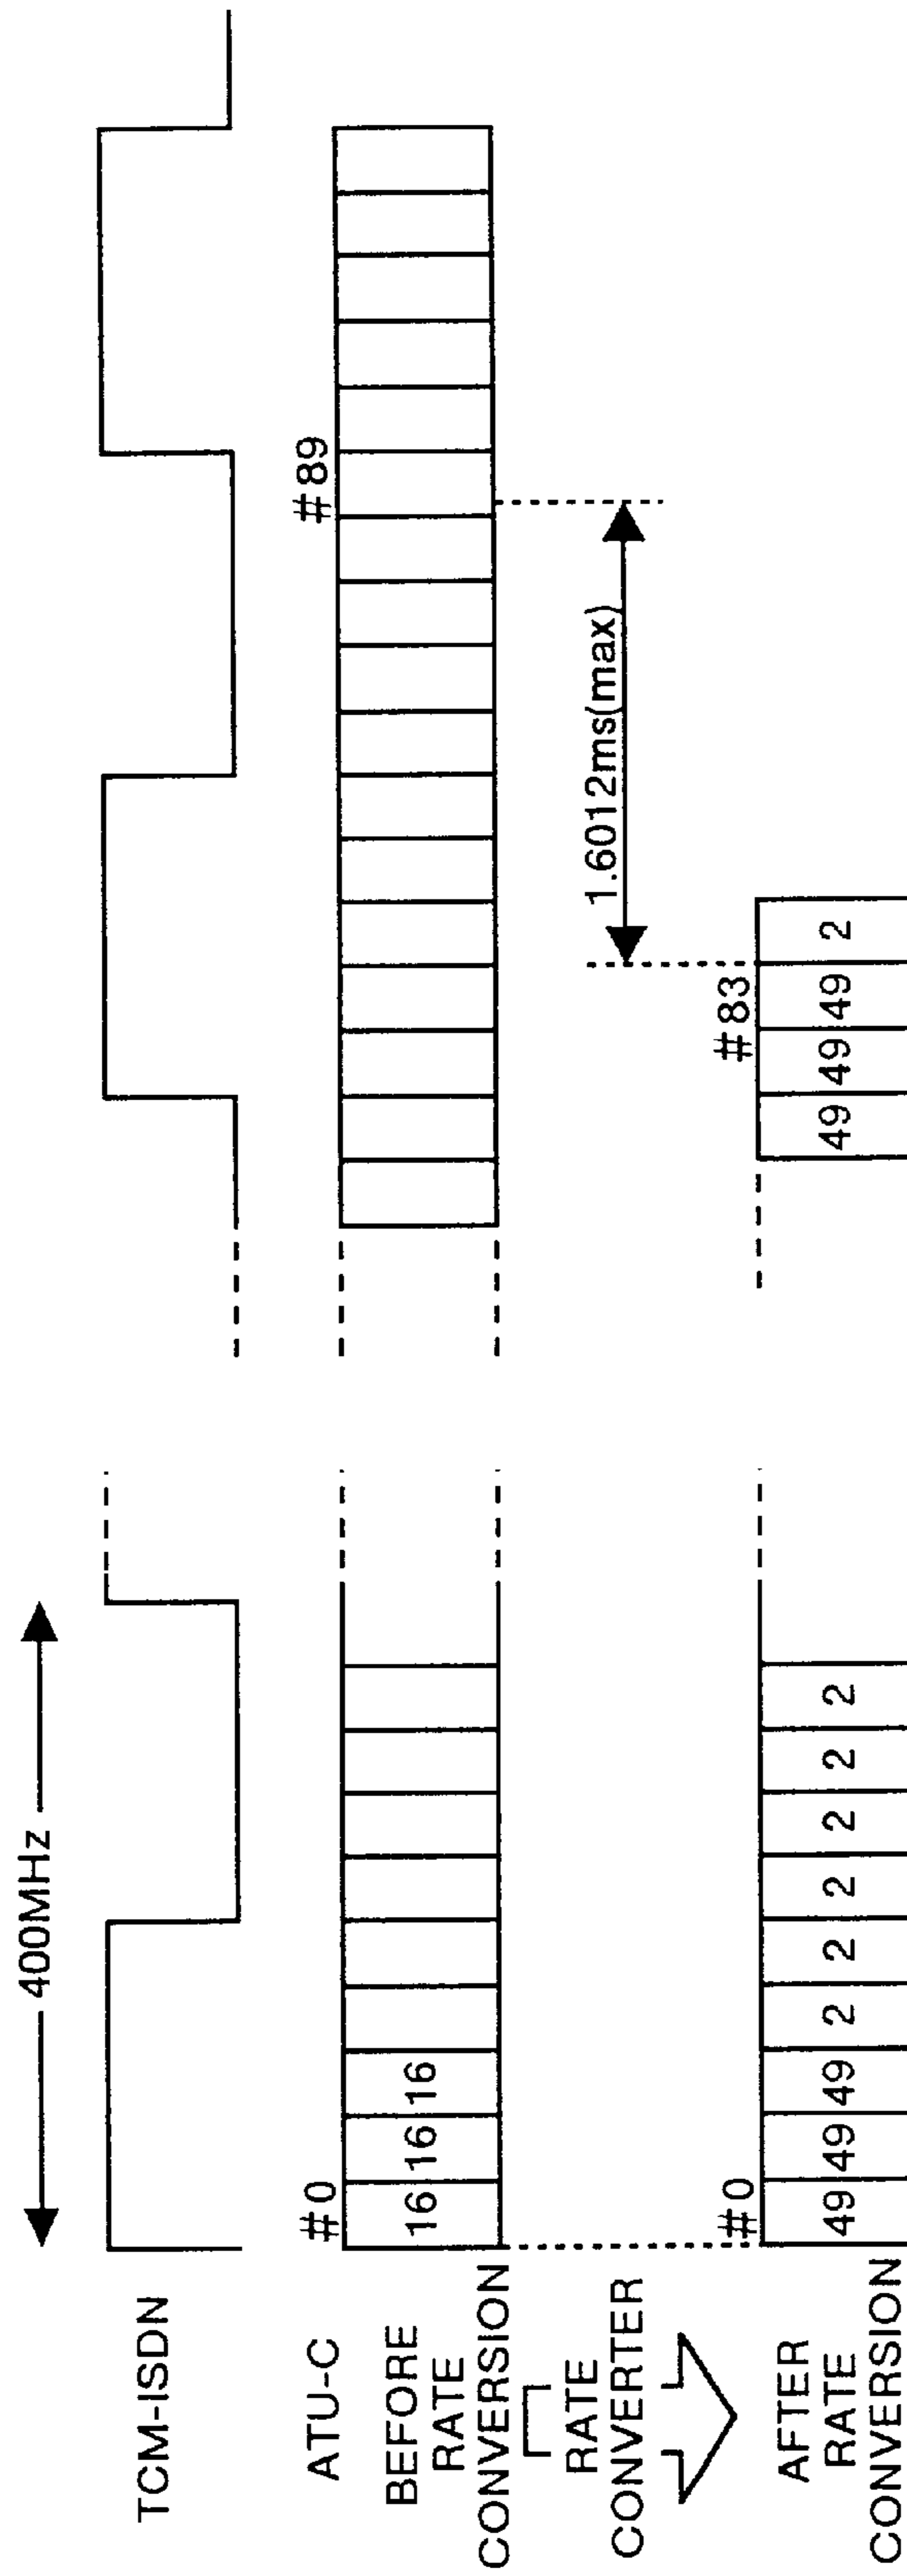 400MHz
TCM-ISDN
ATU-C
#0
#89
BEFORE
RATE
CONVERSION
16 16 16
RATE
CONVERTER
1.6012ms(max)
#0
#83
AFTER
RATE
CONVERSION
49 49 49 2 2 2 2 2 2
49 49 49 2